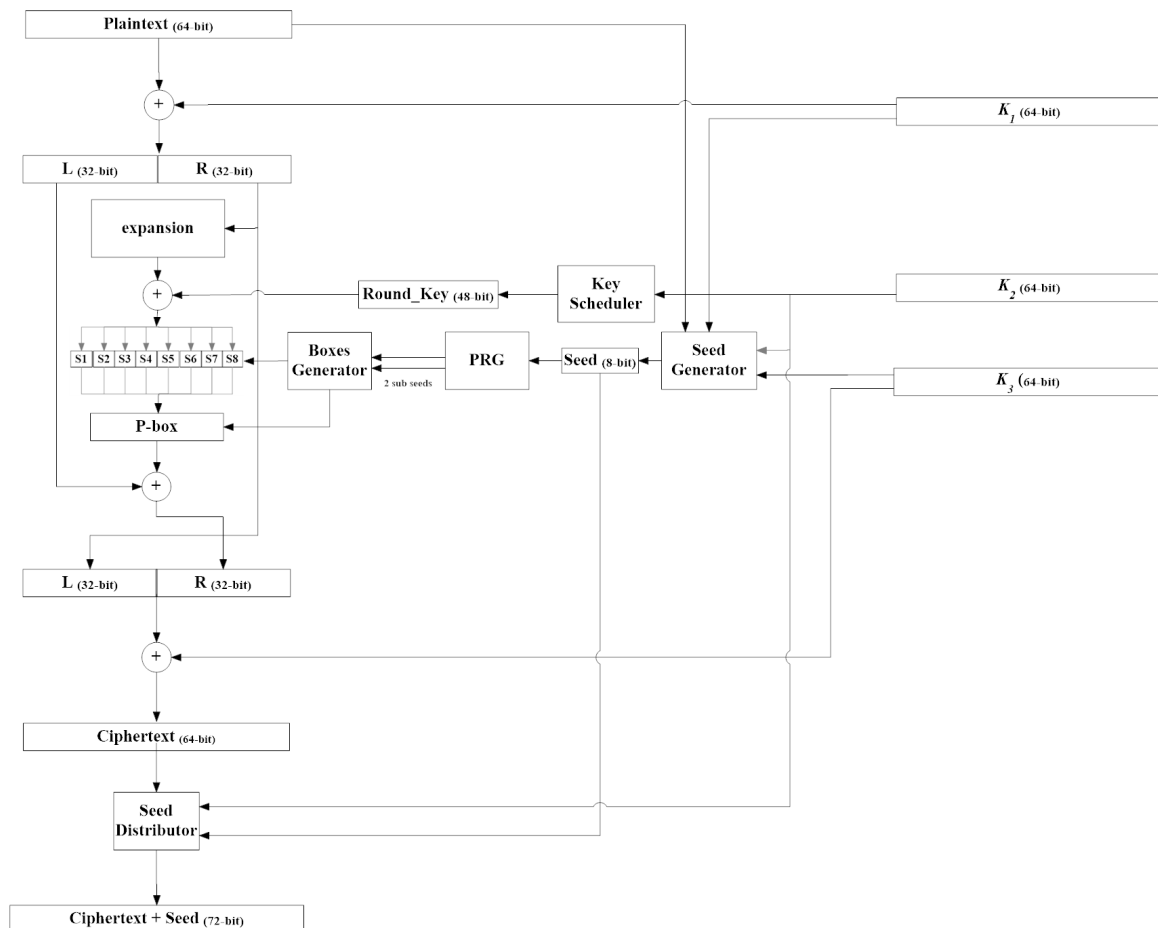 Plaintext (64-bit)
+
K1 (64-bit)
L (32-bit) R (32-bit)
expansion
+
Round_Key (48-bit)
Key
Scheduler
K2 (64-bit)
S1 S2 S3 S4 S5 S6 S7 S8
Boxes
Generator
2 sub seeds
PRG
Seed (8-bit)
Seed
Generator
K3 (64-bit)
P-box
+
L (32-bit) R (32-bit)
+
Ciphertext (64-bit)
Seed
Distributor
Ciphertext + Seed (72-bit)